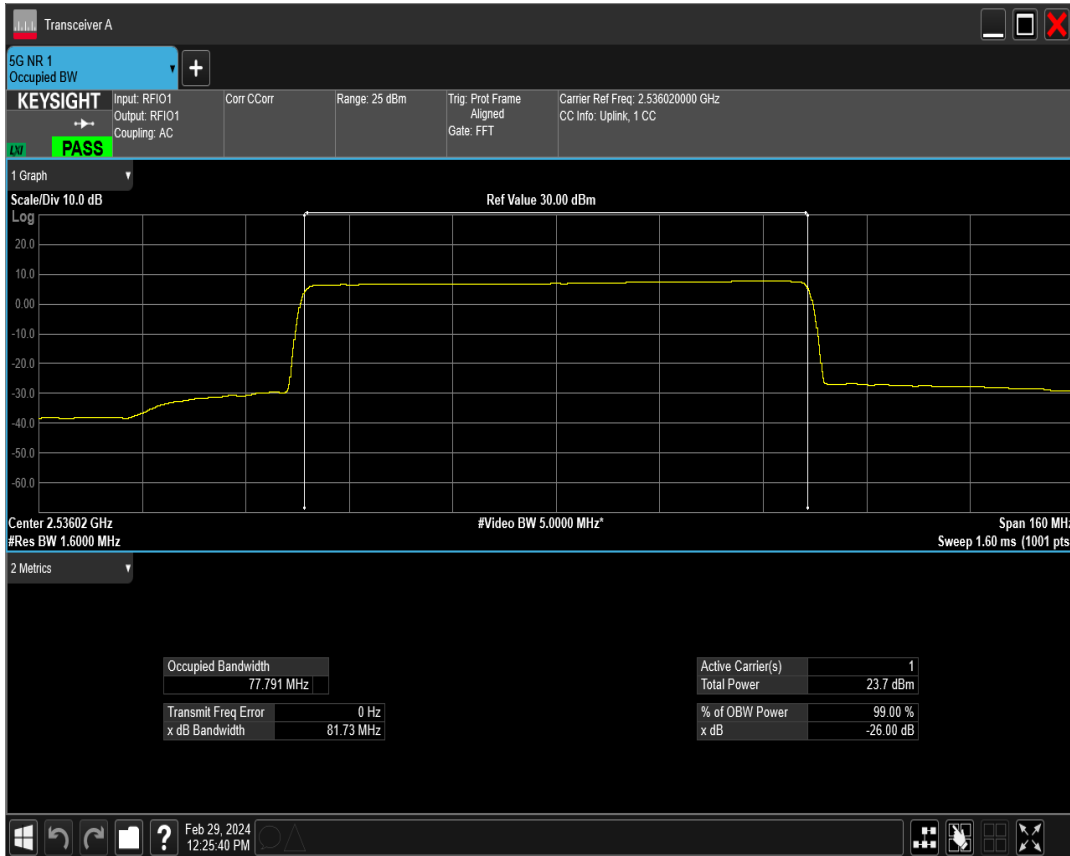 Transceiver A
5G NR 1
Occupied BW
KEYSIGHT
LXI
PASS
Input: RFIO1
Output: RFIO1
Coupling: AC
Corr CCorr
Range: 25 dBm
Trig: Prot Frame
Aligned
Gate: FFT
Carrier Ref Freq: 2.536020000 GHz
CC Info: Uplink, 1 CC
1 Graph
Scale/Div 10.0 dB
Ref Value 30.00 dBm
Log
20.0
10.0
0.00
-10.0
-20.0
-30.0
-40.0
-50.0
-60.0
Center 2.53602 GHz
#Video BW 5.0000 MHz*
Span 160 MHz
#Res BW 1.6000 MHz
Sweep 1.60 ms (1001 pts
2 Metrics
Occupied Bandwidth
77.791 MHz
Transmit Freq Error 0 Hz
x dB Bandwidth 81.73 MHz
Active Carrier(s) 1
Total Power 23.7 dBm
% of OBW Power 99.00 %
x dB -26.00 dB
?
Feb 29, 2024
12:25:40 PM